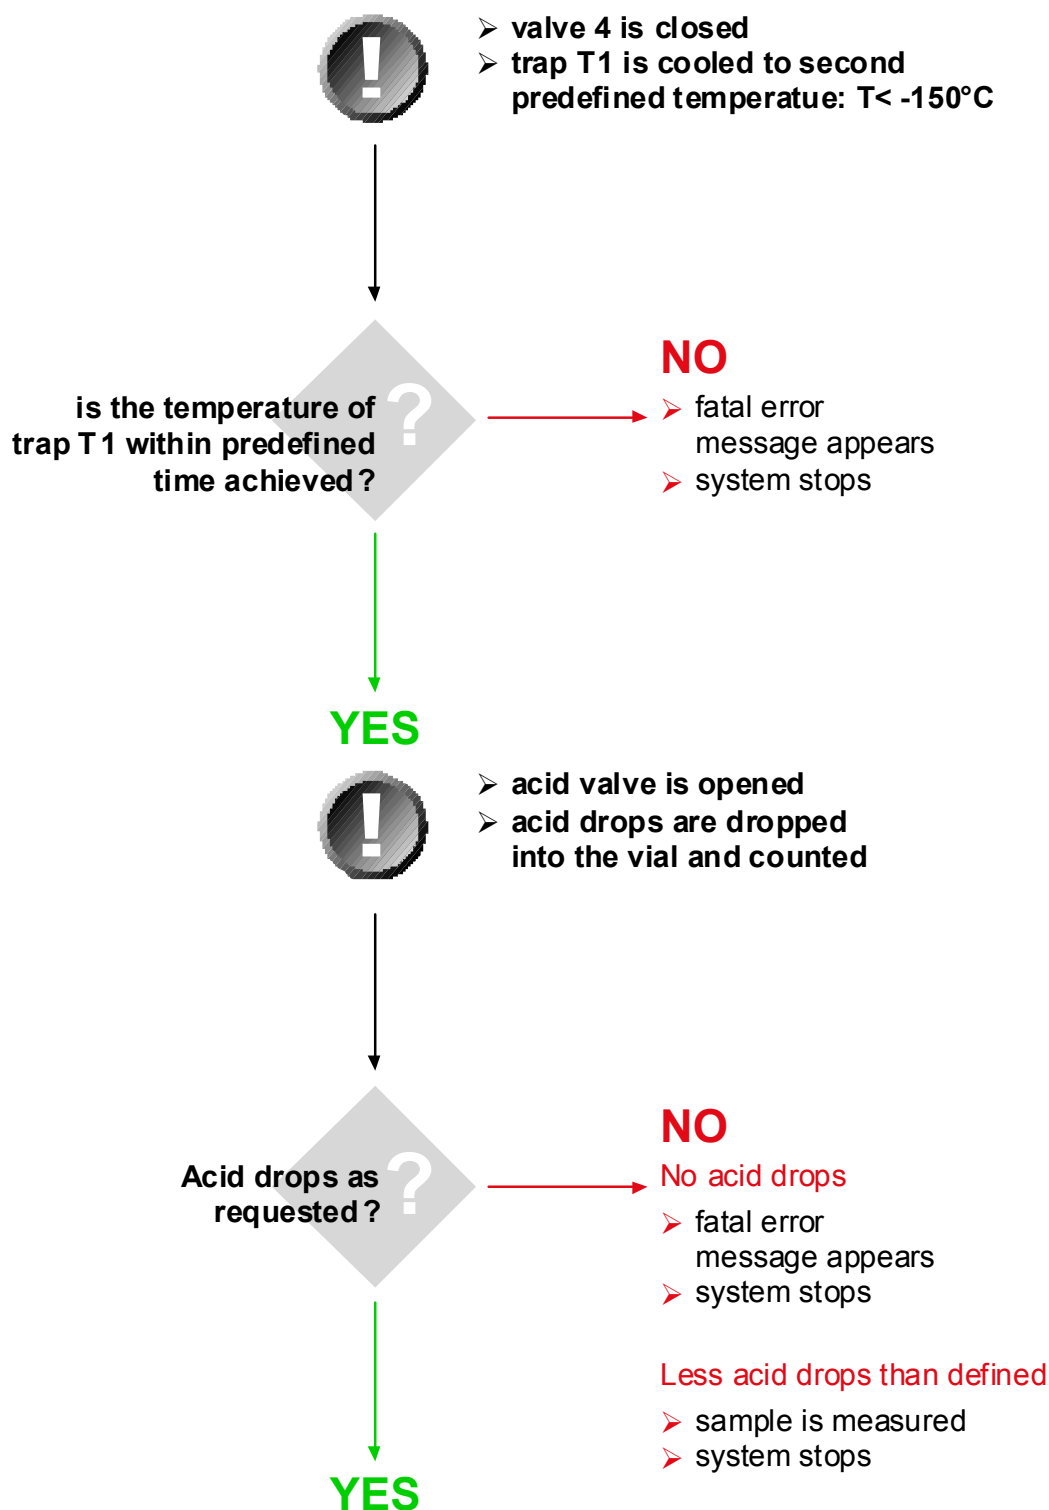 !
➢ valve 4 is closed
➢ trap T1 is cooled to second
predefined temperatue: T< -150°C
?
is the temperature of
trap T1 within predefined
time achieved?
NO
➢ fatal error
message appears
➢ system stops
YES
!
➢ acid valve is opened
➢ acid drops are dropped
into the vial and counted
?
Acid drops as
requested?
NO
No acid drops
➢ fatal error
message appears
➢ system stops
Less acid drops than defined
➢ sample is measured
➢ system stops
YES